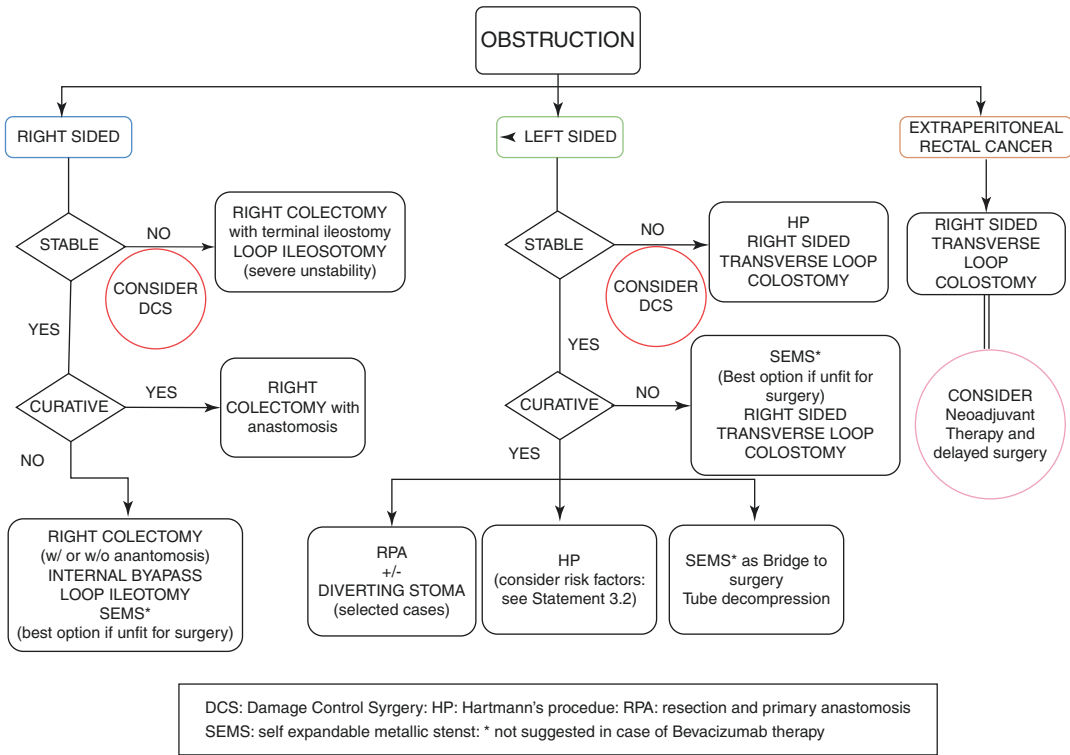 OBSTRUCTION
RIGHT SIDED
STABLE
NO
RIGHT COLECTOMY
with terminal ileostomy
LOOP ILEOSOTOMY
(severe unstability)
CONSIDER
DCS
YES
CURATIVE
YES
RIGHT
COLECTOMY with
anastomosis
NO
RIGHT COLECTOMY
(w/ or w/o anantomosis)
INTERNAL BYAPASS
LOOP ILEOTOMY
SEMS*
(best option if unfit for surgery)
LEFT SIDED
STABLE
NO
HP
RIGHT SIDED
TRANSVERSE LOOP
COLOSTOMY
CONSIDER
DCS
YES
CURATIVE
NO
SEMS*
(Best option if unfit for
surgery)
RIGHT SIDED
TRANSVERSE LOOP
COLOSTOMY
YES
RPA
+/-
DIVERTING STOMA
(selected cases)
HP
(consider risk factors:
see Statement 3.2)
SEMS* as Bridge to
surgery
Tube decompression
EXTRAPERITONEAL
RECTAL CANCER
RIGHT SIDED
TRANSVERSE
LOOP
COLOSTOMY
CONSIDER
Neoadjuvant
Therapy and
delayed surgery
DCS: Damage Control Syrgery: HP: Hartmann's procedue: RPA: resection and primary anastomosis
SEMS: self expandable metallic stenst: * not suggested in case of Bevacizumab therapy